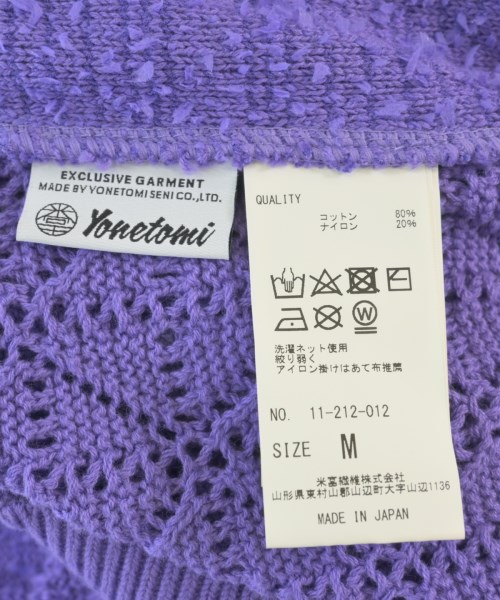 EXCLUSIVE GARMENT
MADE BY YONETOMI SENI CO.,LTD.
Yonetomi
QUALITY
コットン 80%
ナイロン 20%
W
洗濯ネット使用
絞り弱く
アイロン掛けはあて布推薦
NO. 11-212-012
SIZE M
米富繊維株式会社
山形県東村山郡山辺町大字山辺1136
MADE IN JAPAN